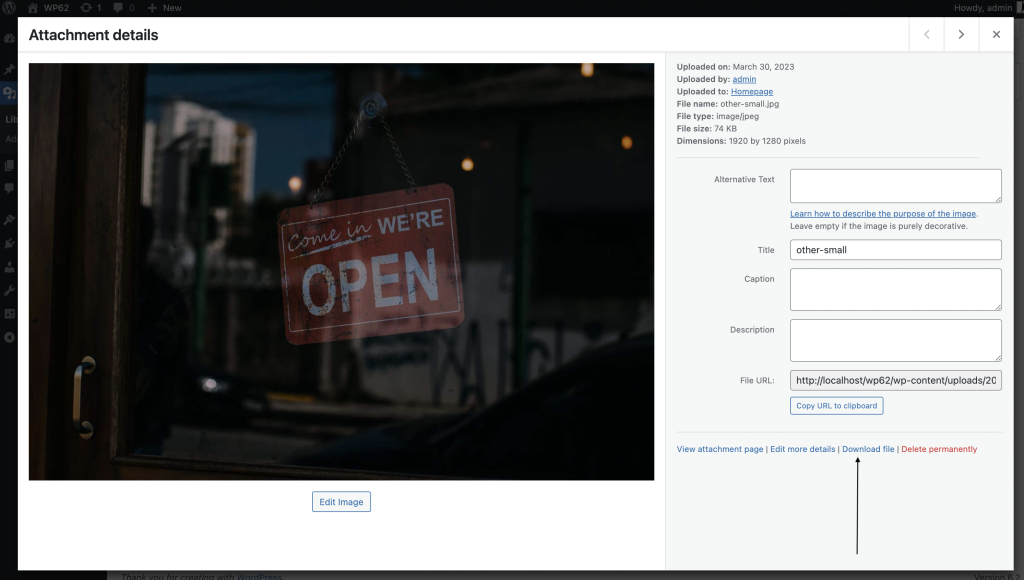 WP62 1 0 New Howdy, admin
Attachment details
Uploaded on: March 30, 2023
Uploaded by: admin
Uploaded to: Homepage
File name: other-small.jpg
File type: image/jpeg
File size: 74 KB
Dimensions: 1920 by 1280 pixels
Alternative Text
Learn how to describe the purpose of the image.
Leave empty if the image is purely decorative.
Title other-small
Caption
Description
File URL: http://localhost/wp62/wp-content/uploads/20
Copy URL to clipboard
View attachment page | Edit more details | Download file | Delete permanently
Come in WE'RE
OPEN
Edit Image
Lib
Ad
Thank you for creating with WordPress.